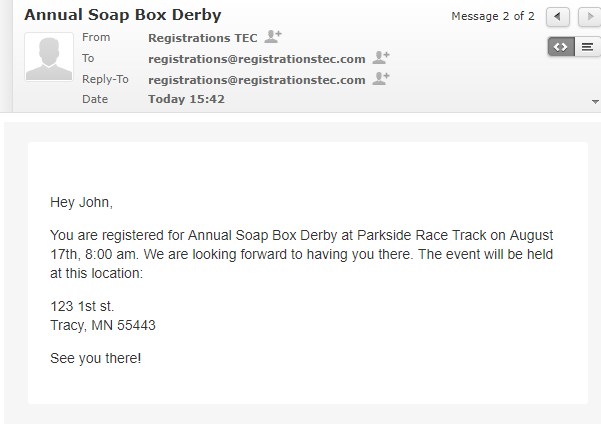 Annual Soap Box Derby
Message 2 of 2
From Registrations TEC
To registrations@registrationstec.com
Reply-To registrations@registrationstec.com
Date Today 15:42
Hey John,
You are registered for Annual Soap Box Derby at Parkside Race Track on August
17th, 8:00 am. We are looking forward to having you there. The event will be held
at this location:
123 1st st.
Tracy, MN 55443
See you there!